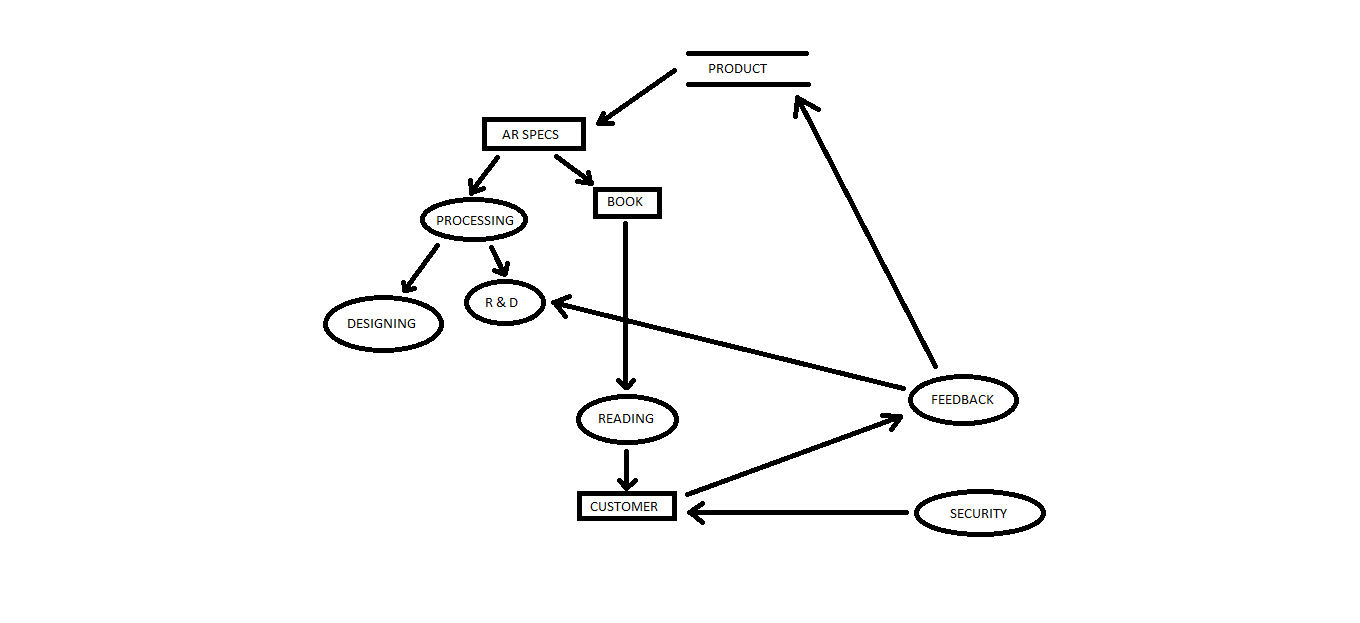 PRODUCT
AR SPECS
BOOK
PROCESSING
R & D
DESIGNING
FEEDBACK
READING
CUSTOMER
SECURITY